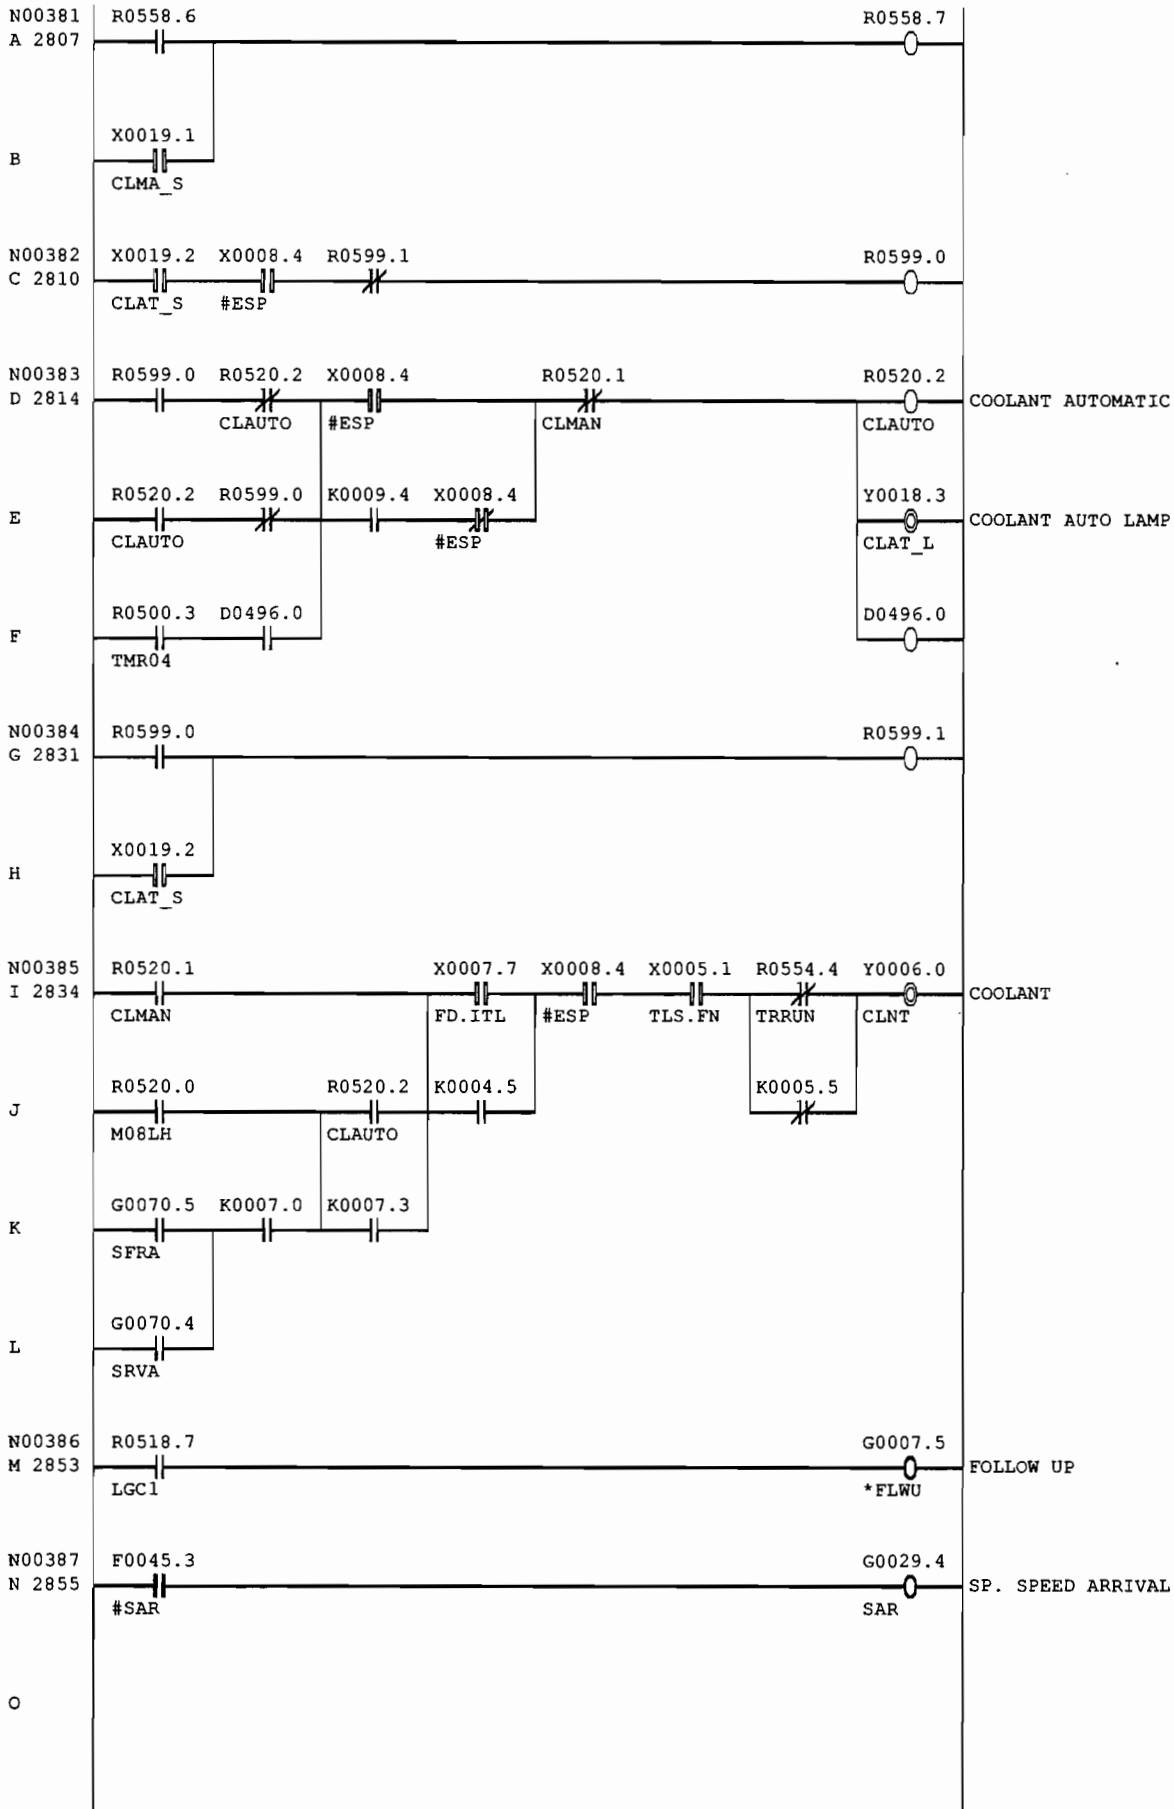 N00381 R0558.6 R0558.7
A 2807
X0019.1
B
CLMA_S
N00382 X0019.2 X0008.4 R0599.1 R0599.0
C 2810
CLAT_S #ESP
N00383 R0599.0 R0520.2 X0008.4 R0520.1 R0520.2
D 2814 COOLANT AUTOMATIC
CLAUTO #ESP CLMAN CLAUTO
R0520.2 R0599.0 K0009.4 X0008.4 Y0018.3
E COOLANT AUTO LAMP
CLAUTO #ESP CLAT_L
R0500.3 D0496.0 D0496.0
F
TMR04
N00384 R0599.0 R0599.1
G 2831
X0019.2
H
CLAT_S
N00385 R0520.1 X0007.7 X0008.4 X0005.1 R0554.4 Y0006.0
I 2834 COOLANT
CLMAN FD.ITL #ESP TLS.FN TRRUN CLNT
R0520.0 R0520.2 K0004.5 K0005.5
J
M08LH CLAUTO
G0070.5 K0007.0 K0007.3
K
SFRA
G0070.4
L
SRVA
N00386 R0518.7 G0007.5
M 2853 FOLLOW UP
LGC1 *FLWU
N00387 F0045.3 G0029.4
N 2855 SP. SPEED ARRIVAL
#SAR SAR
O